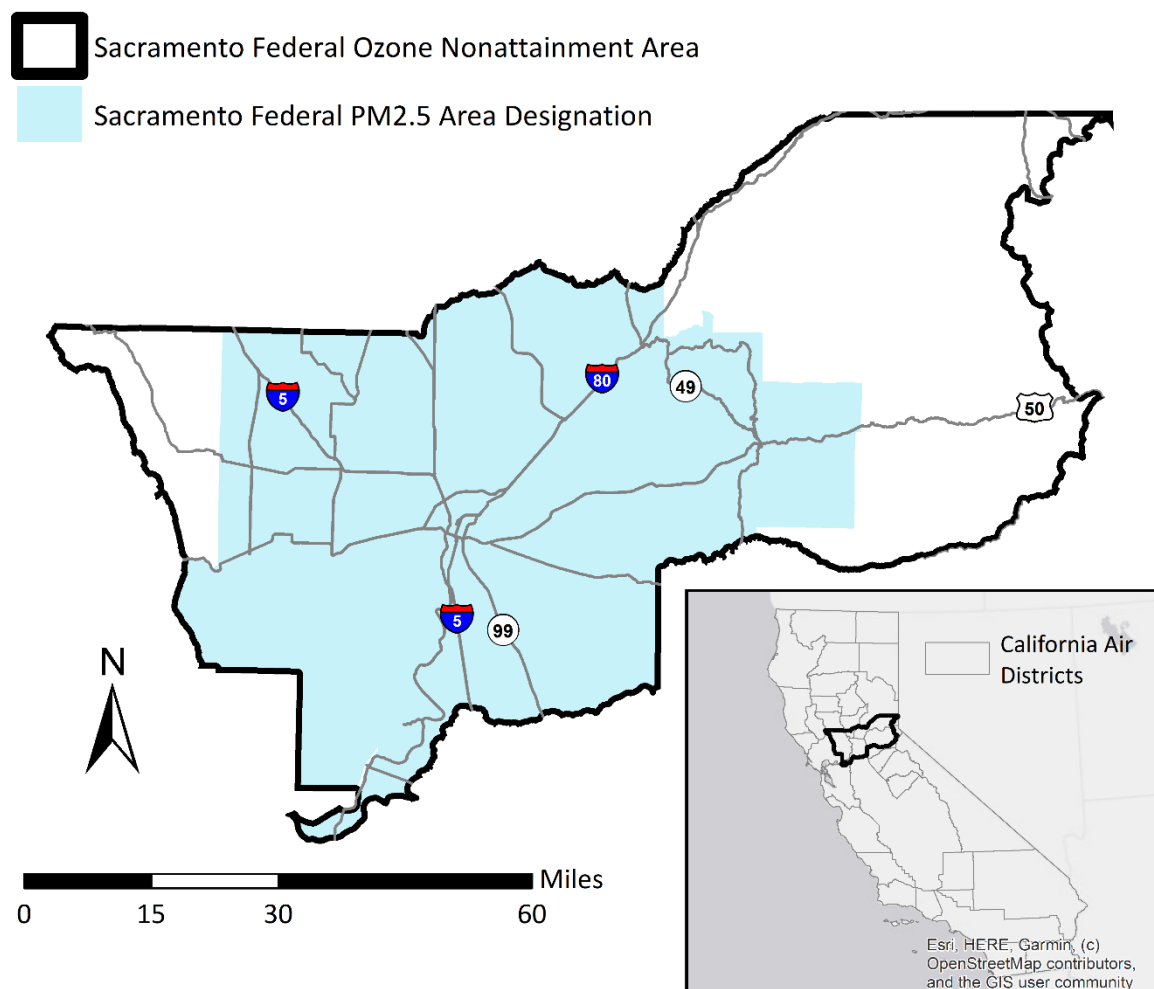 Sacramento Federal Ozone Nonattainment Area
Sacramento Federal PM2.5 Area Designation
80
5
49
50
5
99
N
California Air
Districts
Miles
0 15 30 60
Esri, HERE, Garmin, (c)
OpenStreetMap contributors,
and the GIS user community